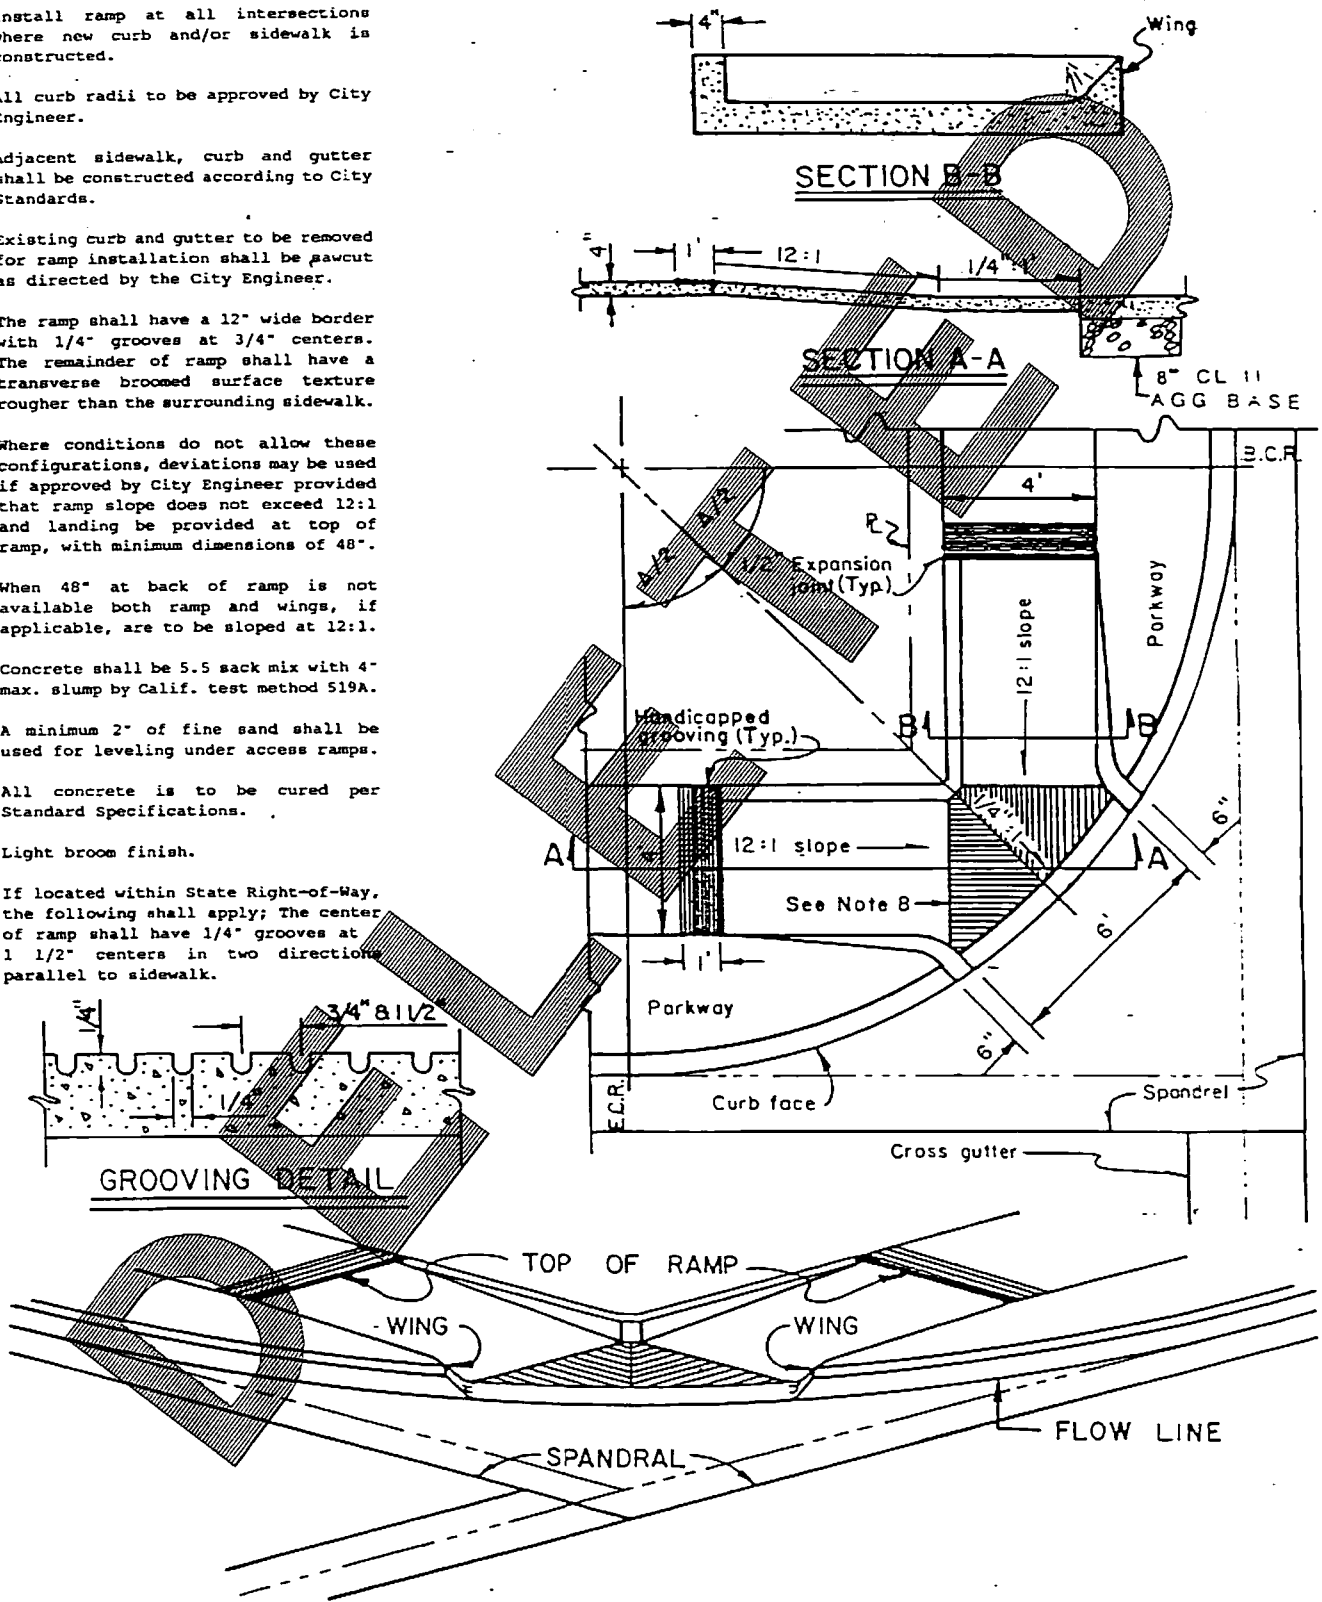 nstall ramp at all intersections
where new curb and/or sidewalk is
constructed.
All curb radii to be approved by City
Engineer.
Adjacent sidewalk, curb and gutter
shall be constructed according to City
Standards.
Existing curb and gutter to be removed
for ramp installation shall be sawcut
as directed by the City Engineer.
The ramp shall have a 12" wide border
with 1/4" grooves at 3/4" centers.
The remainder of ramp shall have a
transverse broomed surface texture
rougher than the surrounding sidewalk.
Where conditions do not allow these
configurations, deviations may be used
if approved by City Engineer provided
that ramp slope does not exceed 12:1
and landing be provided at top of
ramp, with minimum dimensions of 48".
When 48" at back of ramp is not
available both ramp and wings, if
applicable, are to be sloped at 12:1.
Concrete shall be 5.5 sack mix with 4"
max. slump by Calif. test method 519A.
A minimum 2" of fine sand shall be
used for leveling under access ramps.
All concrete is to be cured per
Standard Specifications.
Light broom finish.
If located within State Right-of-Way,
the following shall apply; The center
of ramp shall have 1/4" grooves at
1 1/2" centers in two directions
parallel to sidewalk.
4"
Wing
SECTION B-B
4"
1'
12:1
1/4":1'
SECTION A-A
8" CL II
AGG BASE
B.C.R.
4'
PL
Δ/2
Δ/2
1/2" Expansion
joint (Typ.)
12:1 slope
Parkway
Handicapped
grooving (Typ.)
B
B
1/4":1'
6"
A
4'
12:1 slope
A
See Note 8
6'
1'
Parkway
6"
E.C.R.
Curb face
Spandrel
Cross gutter
1/4"
3/4" & 1 1/2"
1/4"
GROOVING DETAIL
TOP OF RAMP
WING
WING
FLOW LINE
SPANDRAL
DELETED